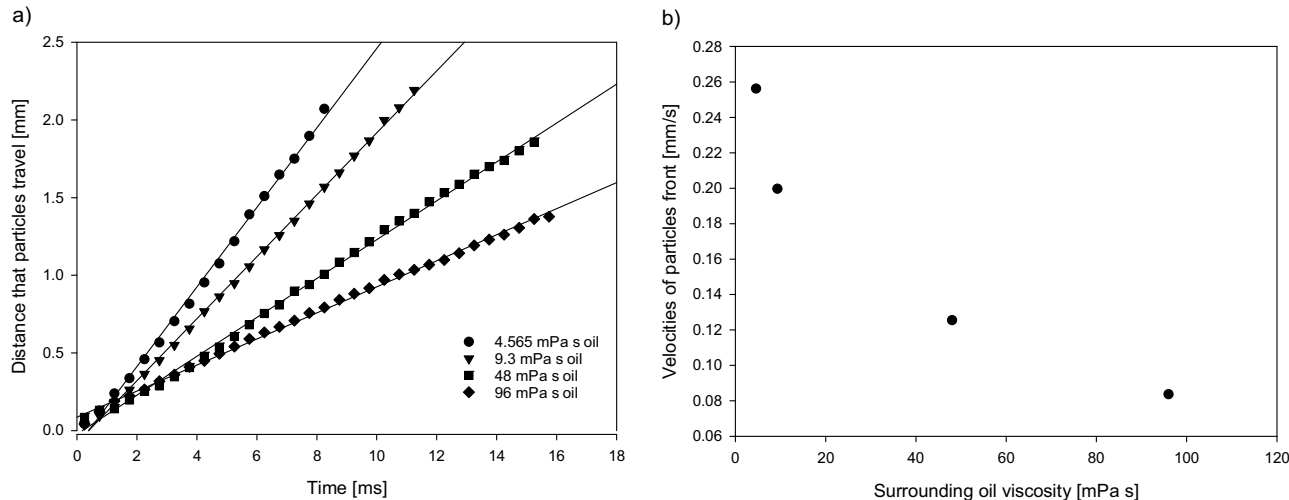 a)
Distance that particles travel [mm]
2.5
2.0
1.5
1.0
0.5
0.0
4.565 mPa s oil
9.3 mPa s oil
48 mPa s oil
96 mPa s oil
0 2 4 6 8 10 12 14 16 18
Time [ms]
b)
Velocities of particles front [mm/s]
0.28
0.26
0.24
0.22
0.20
0.18
0.16
0.14
0.12
0.10
0.08
0.06
0 20 40 60 80 100 120
Surrounding oil viscosity [mPa s]